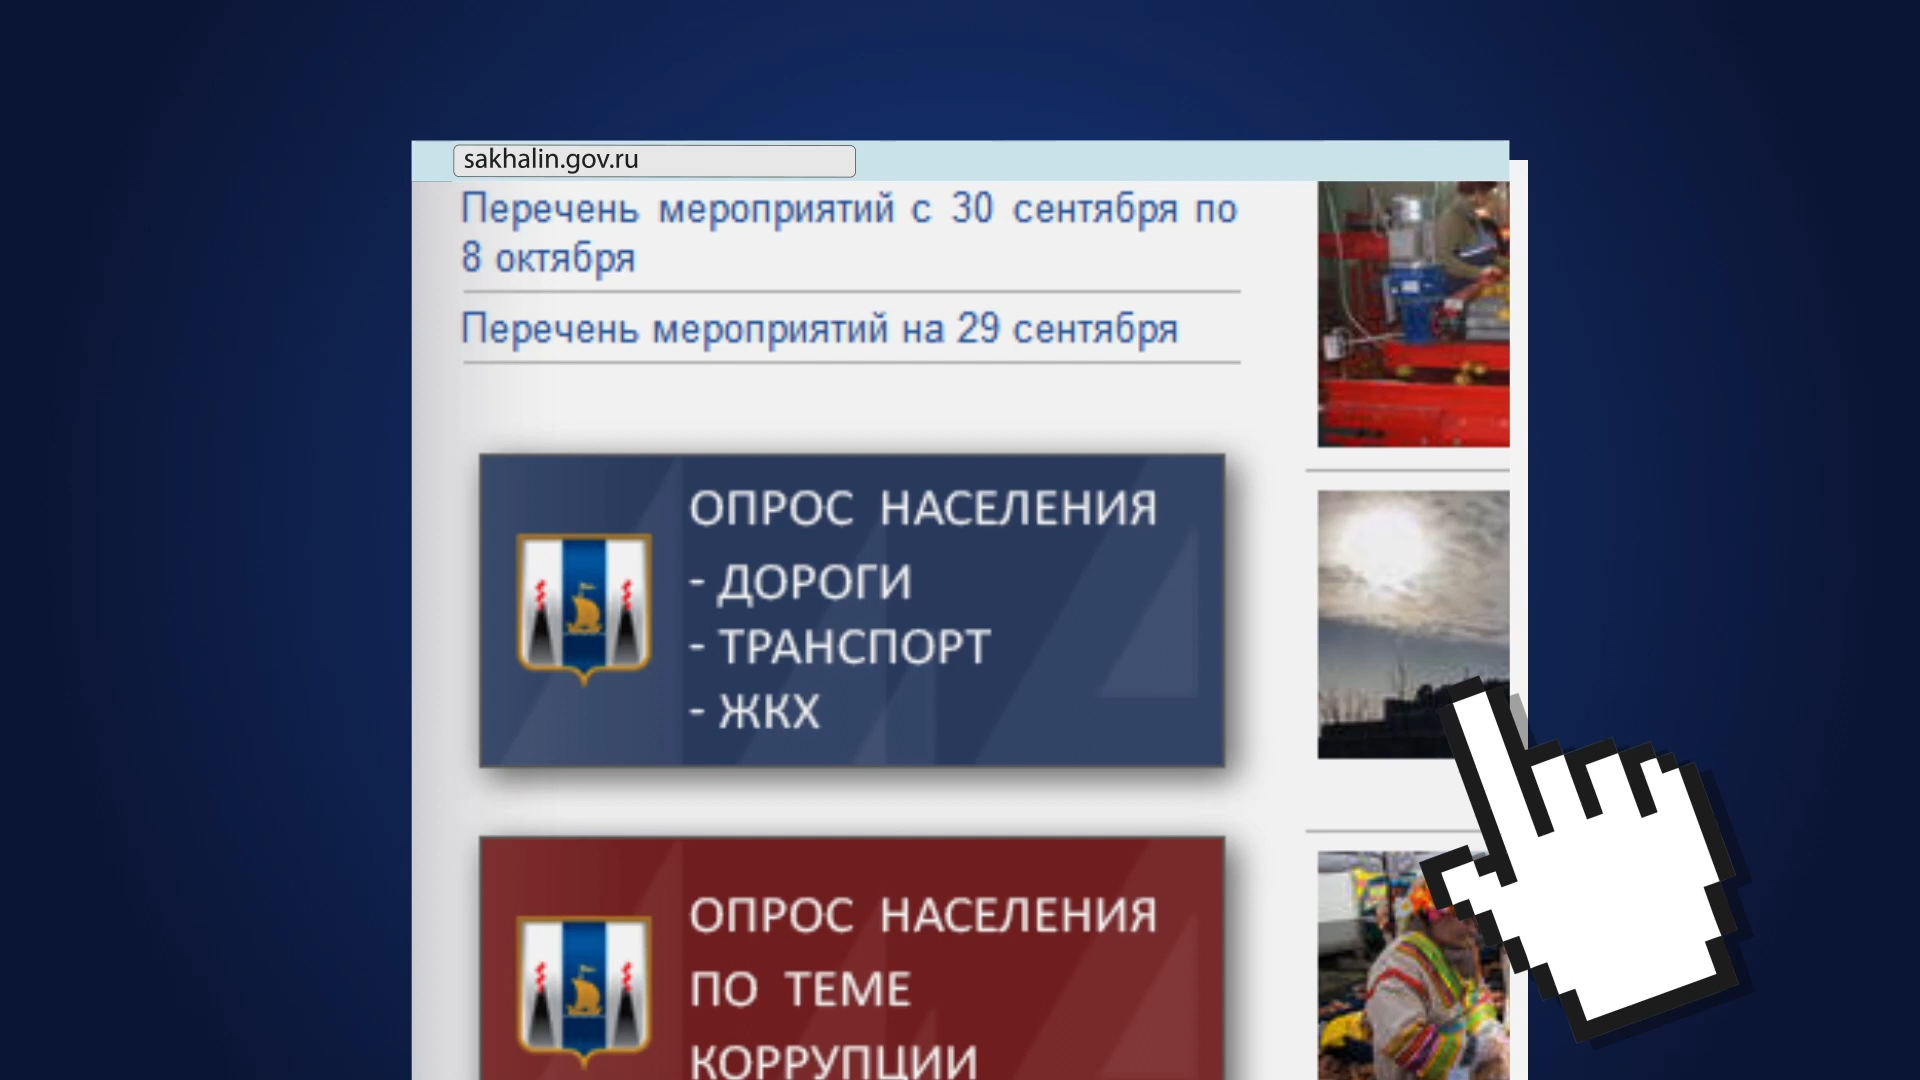 sakhalin.gov.ru
Перечень мероприятий с 30 сентября по
8 октября
Перечень мероприятий на 29 сентября
ОПРОС НАСЕЛЕНИЯ
- ДОРОГИ
- ТРАНСПОРТ
- ЖКХ
ОПРОС НАСЕЛЕНИЯ
ПО ТЕМЕ
КОРРУПЦИИ